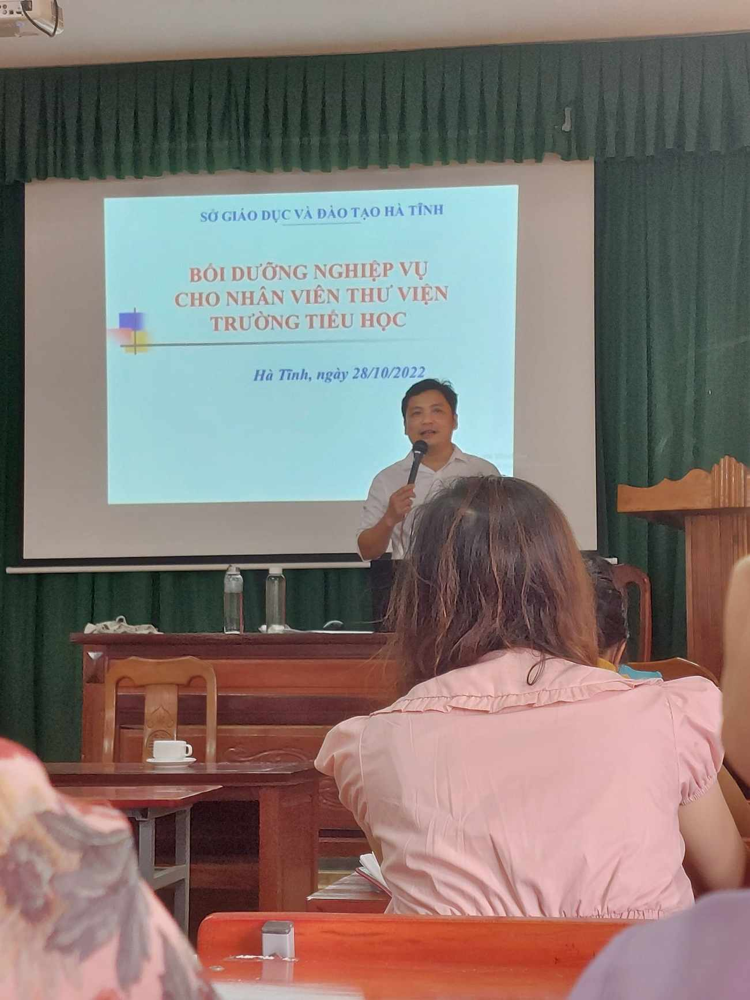 SỞ GIÁO DỤC VÀ ĐÀO TẠO HÀ TĨNH
BỒI DƯỠNG NGHIỆP VỤ
CHO NHÂN VIÊN THƯ VIỆN
TRƯỜNG TIỂU HỌC
Hà Tĩnh, ngày 28/10/2022